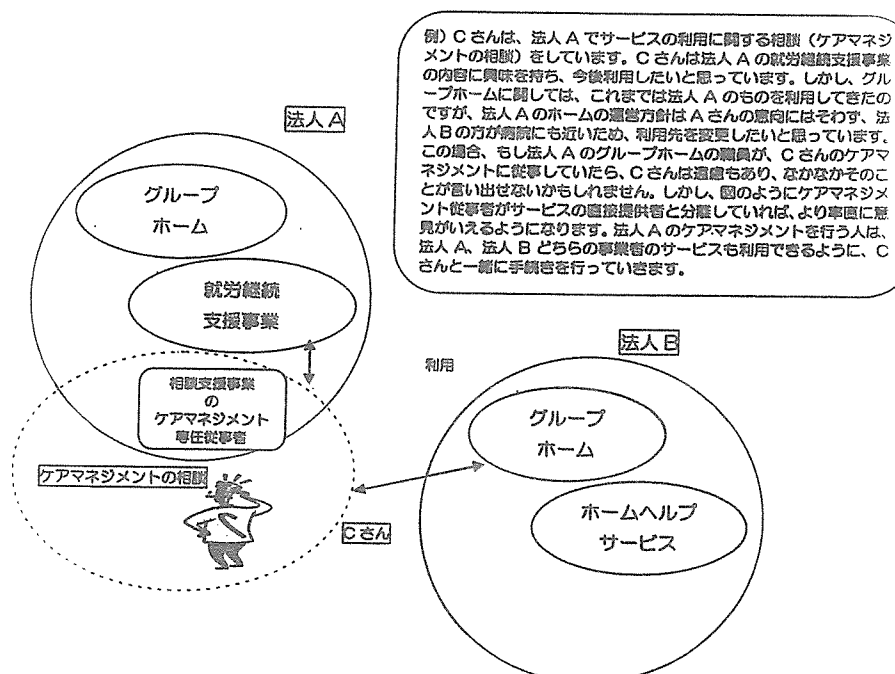 例）Cさんは、法人Aでサービスの利用に関する相談（ケアマネジ
メントの相談）をしています。Cさんは法人Aの就労継続支援事業
の内容に興味を持ち、今後利用したいと思っています。しかし、グル
ープホームに関しては、これまでは法人Aのものを利用してきたの
ですが、法人Aのホームの運営方針はAさんの意向にはそわず、法
人Bの方が病院にも近いため、利用先を変更したいと思っています。
この場合、もし法人Aのグループホームの職員が、Cさんのケアマ
ネジメントに従事していたら、Cさんは遠慮もあり、なかなかそのこ
とが言い出せないかもしれません。しかし、図のようにケアマネジメ
ント従事者がサービスの直接提供者と分離していれば、より率直に意
見がいえるようになります。法人Aのケアマネジメントを行う人は、
法人A、法人Bどちらの事業者のサービスも利用できるように、C
さんと一緒に手続きを行っていきます。
法人A
グループ
ホーム
就労継続
支援事業
相談支援事業
の
ケアマネジメント
専任従事者
ケアマネジメントの相談
Cさん
利用
法人B
グループ
ホーム
ホームヘルプ
サービス